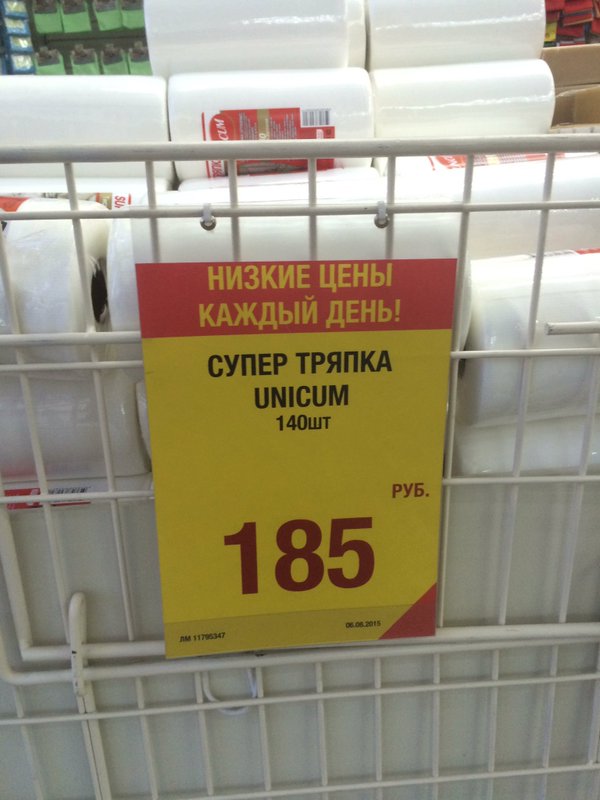 НИЗКИЕ ЦЕНЫ
КАЖДЫЙ ДЕНЬ!
СУПЕР ТРЯПКА
UNICUM
140шт
РУБ.
185
ЛМ 11795347
06.08.2015